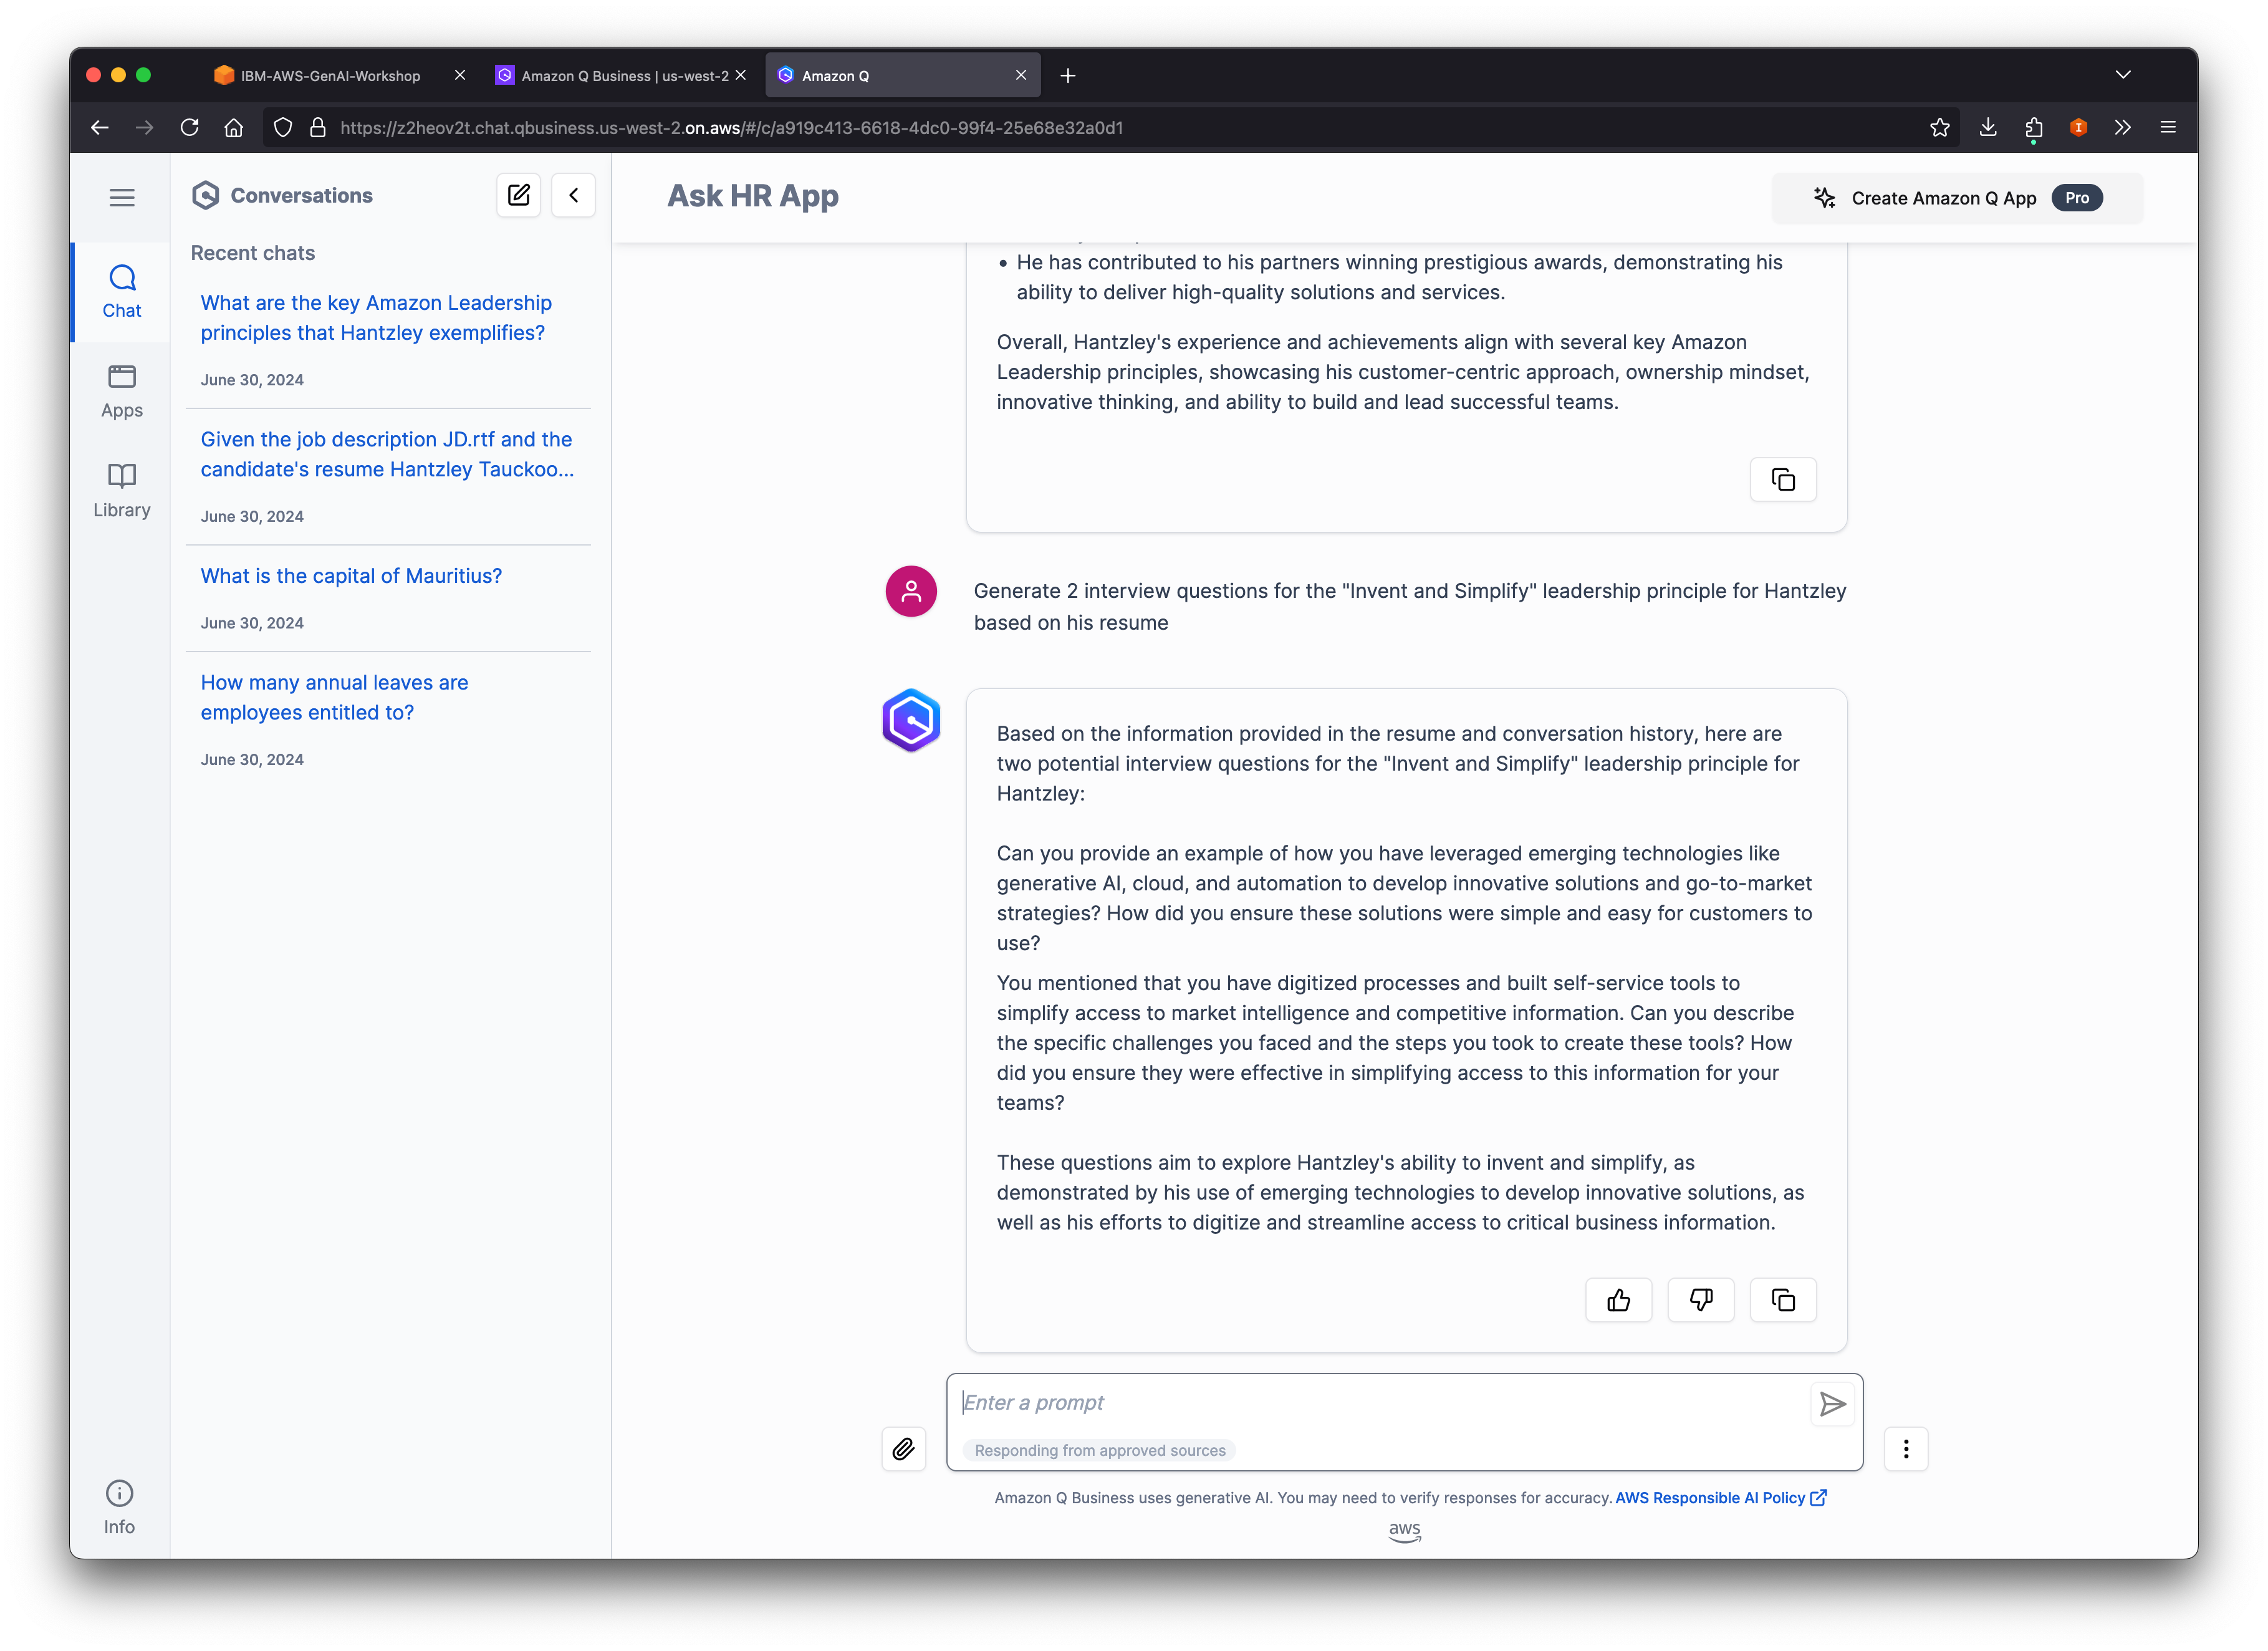 IBM-AWS-GenAI-Workshop
Amazon Q Business | us-west-2
Amazon Q
https://z2heov2t.chat.qbusiness.us-west-2.on.aws/#/c/a919c413-6618-4dc0-99f4-25e68e32a0d1
Conversations
Ask HR App
Create Amazon Q App
Pro
Chat
Apps
Library
Info
Recent chats
What are the key Amazon Leadership
principles that Hantzley exemplifies?
June 30, 2024
Given the job description JD.rtf and the
candidate's resume Hantzley Tauckoo...
June 30, 2024
What is the capital of Mauritius?
June 30, 2024
How many annual leaves are
employees entitled to?
June 30, 2024
• He has contributed to his partners winning prestigious awards, demonstrating his
ability to deliver high-quality solutions and services.
Overall, Hantzley's experience and achievements align with several key Amazon
Leadership principles, showcasing his customer-centric approach, ownership mindset,
innovative thinking, and ability to build and lead successful teams.
Generate 2 interview questions for the "Invent and Simplify" leadership principle for Hantzley
based on his resume
Based on the information provided in the resume and conversation history, here are
two potential interview questions for the "Invent and Simplify" leadership principle for
Hantzley:
Can you provide an example of how you have leveraged emerging technologies like
generative AI, cloud, and automation to develop innovative solutions and go-to-market
strategies? How did you ensure these solutions were simple and easy for customers to
use?
You mentioned that you have digitized processes and built self-service tools to
simplify access to market intelligence and competitive information. Can you describe
the specific challenges you faced and the steps you took to create these tools? How
did you ensure they were effective in simplifying access to this information for your
teams?
These questions aim to explore Hantzley's ability to invent and simplify, as
demonstrated by his use of emerging technologies to develop innovative solutions, as
well as his efforts to digitize and streamline access to critical business information.
Enter a prompt
Responding from approved sources
Amazon Q Business uses generative AI. You may need to verify responses for accuracy. AWS Responsible AI Policy
aws